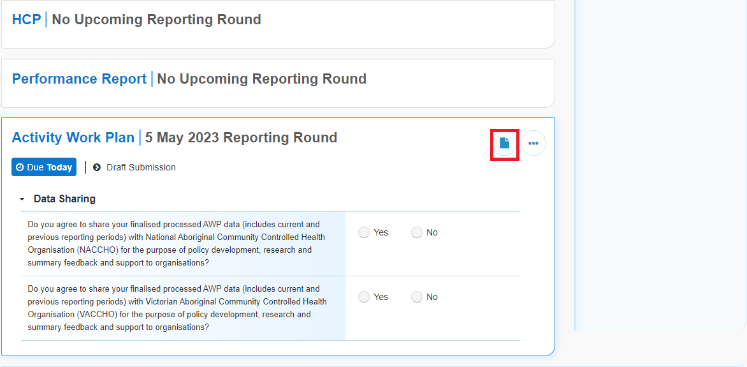 HCP | No Upcoming Reporting Round
Performance Report | No Upcoming Reporting Round
Activity Work Plan | 5 May 2023 Reporting Round
Due Today | Draft Submission
Data Sharing
Do you agree to share your finalised processed AWP data (includes current and
previous reporting periods) with National Aboriginal Community Controlled Health
Organisation (NACCHO) for the purpose of policy development, research and
summary feedback and support to organisations?
Yes No
Do you agree to share your finalised processed AWP data (includes current and
previous reporting periods) with Victorian Aboriginal Community Controlled Health
Organisation (VACCHO) for the purpose of policy development, research and
summary feedback and support to organisations?
Yes No